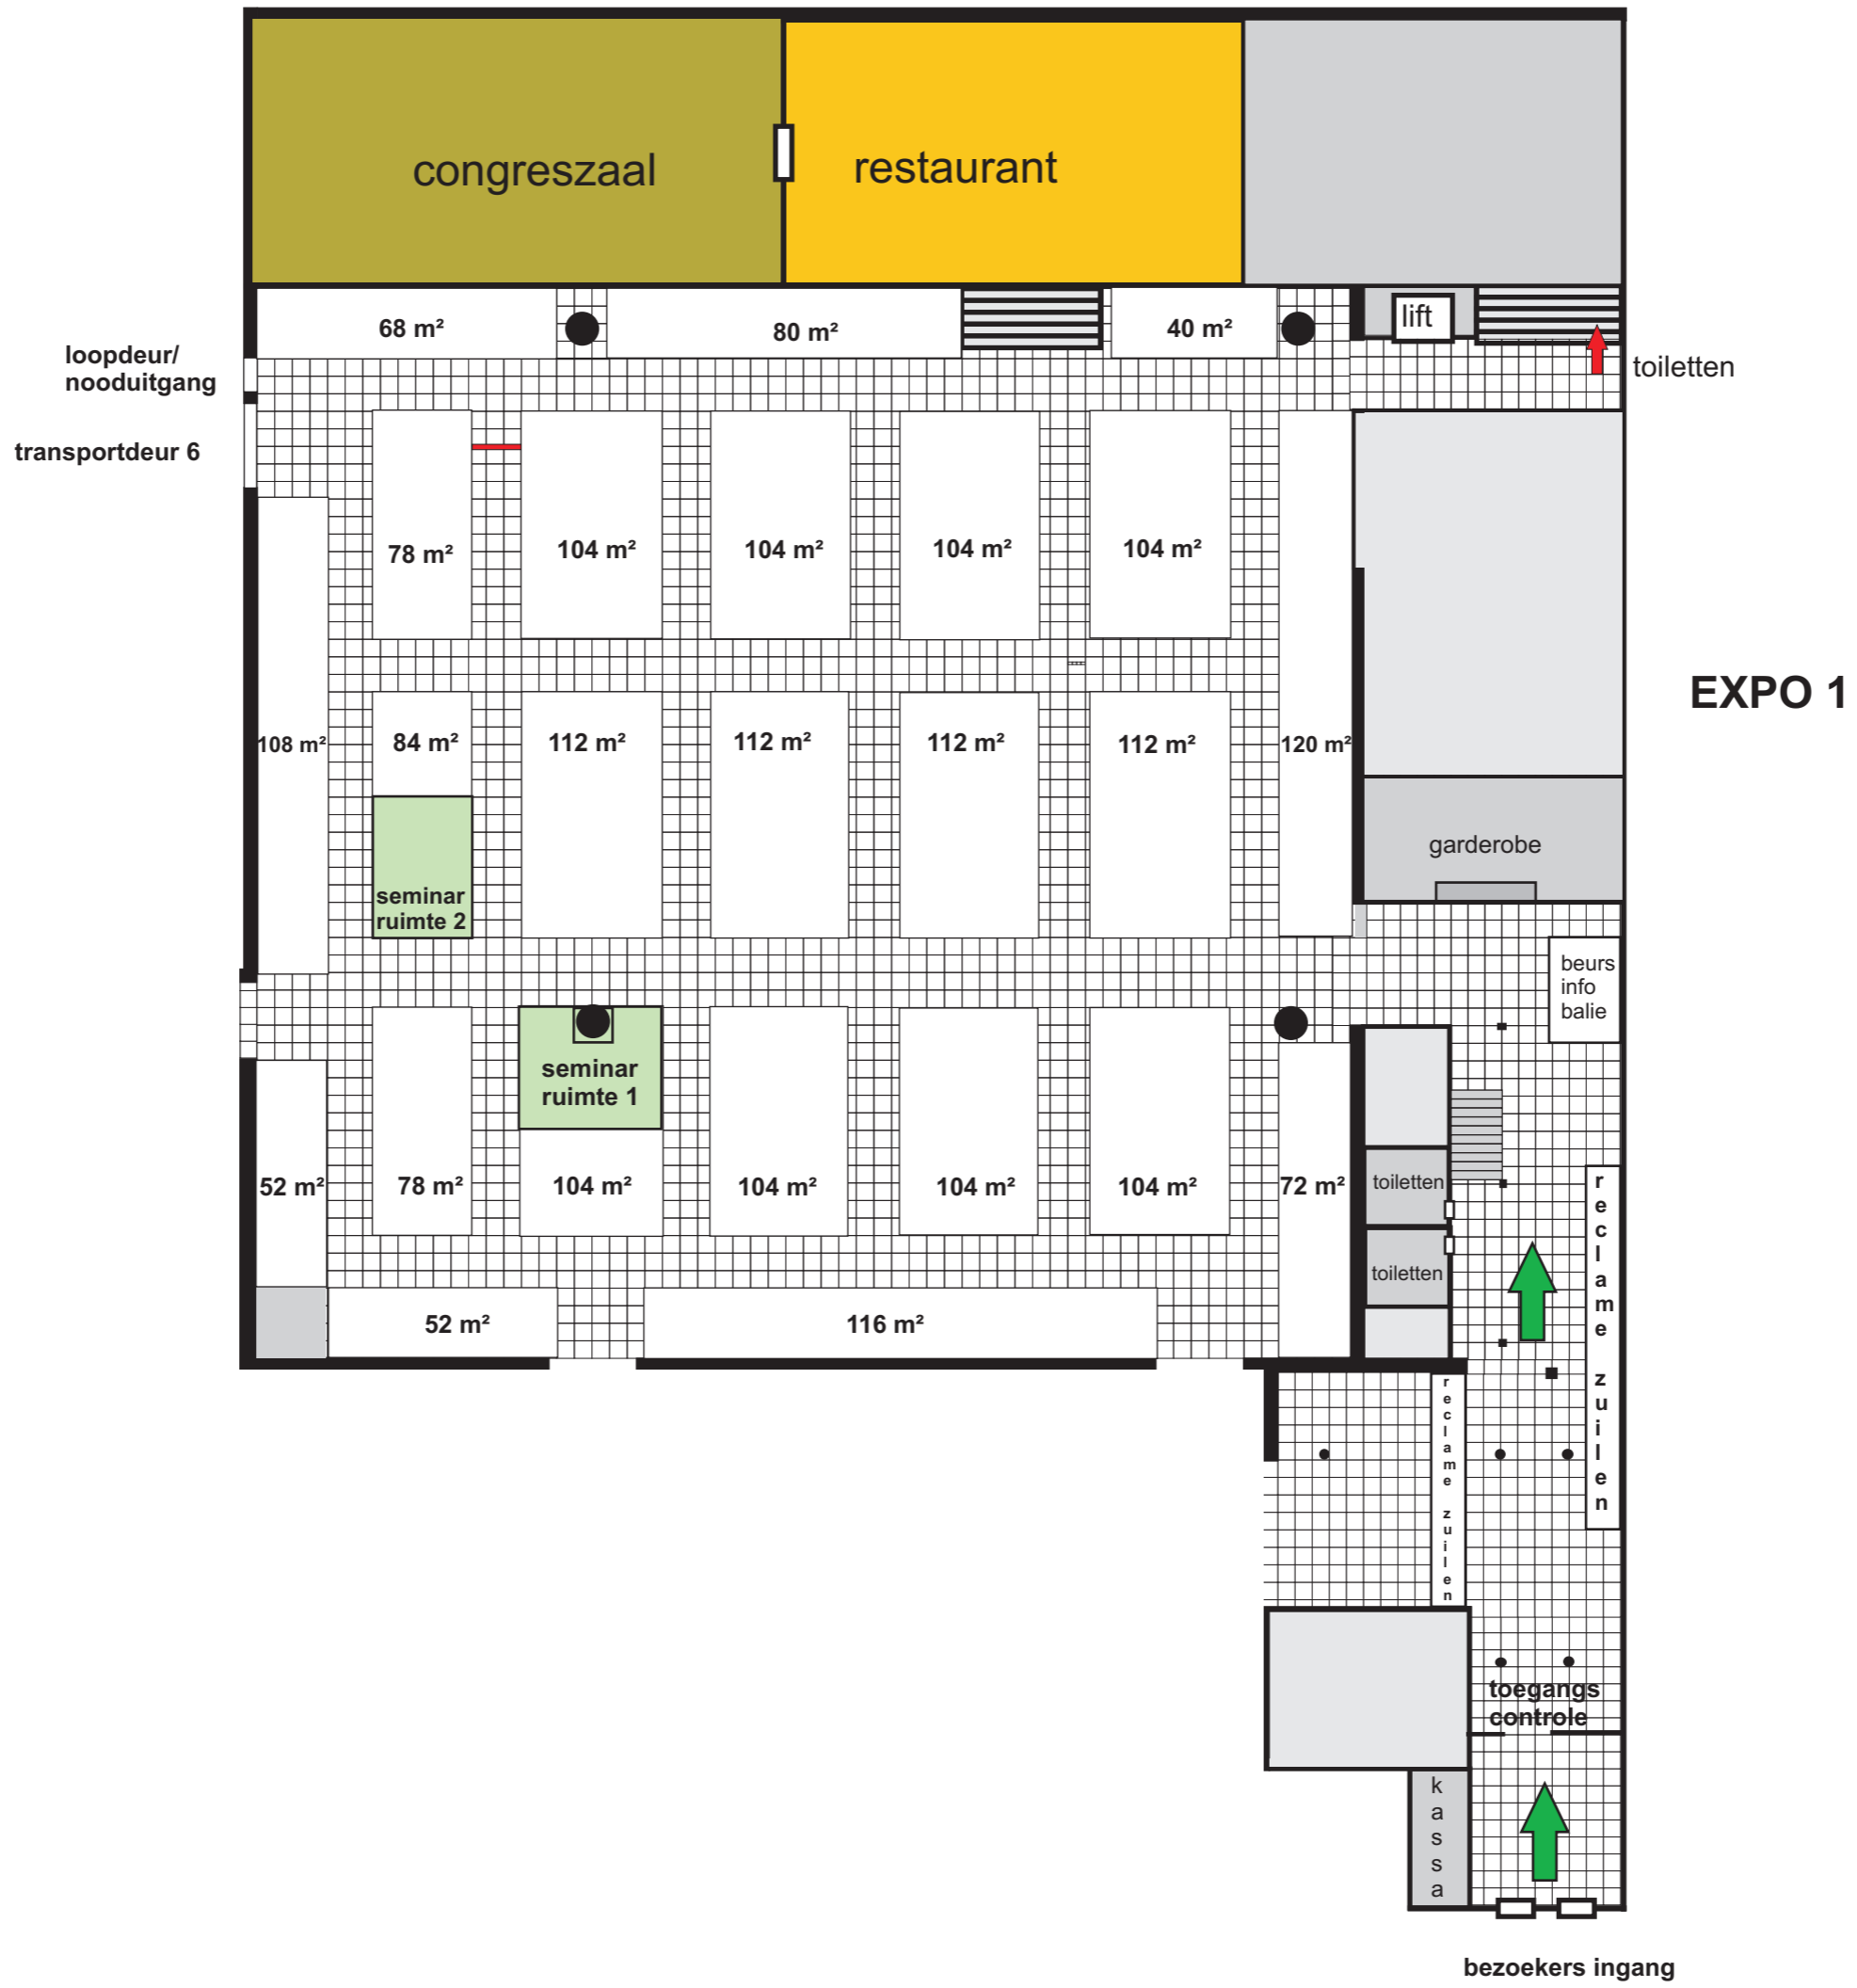 congreszaal
restaurant
68 m²
80 m²
40 m²
lift
loopdeur/
nooduitgang
toiletten
transportdeur 6
78 m²
104 m²
104 m²
104 m²
104 m²
EXPO 1
108 m²
84 m²
112 m²
112 m²
112 m²
112 m²
120 m²
garderobe
seminar
ruimte 2
beurs
info
balie
seminar
ruimte 1
52 m²
78 m²
104 m²
104 m²
104 m²
104 m²
72 m²
toiletten
toiletten
reclame zuilen
52 m²
116 m²
reclame zuilen
toegangs
controle
kassa
bezoekers ingang